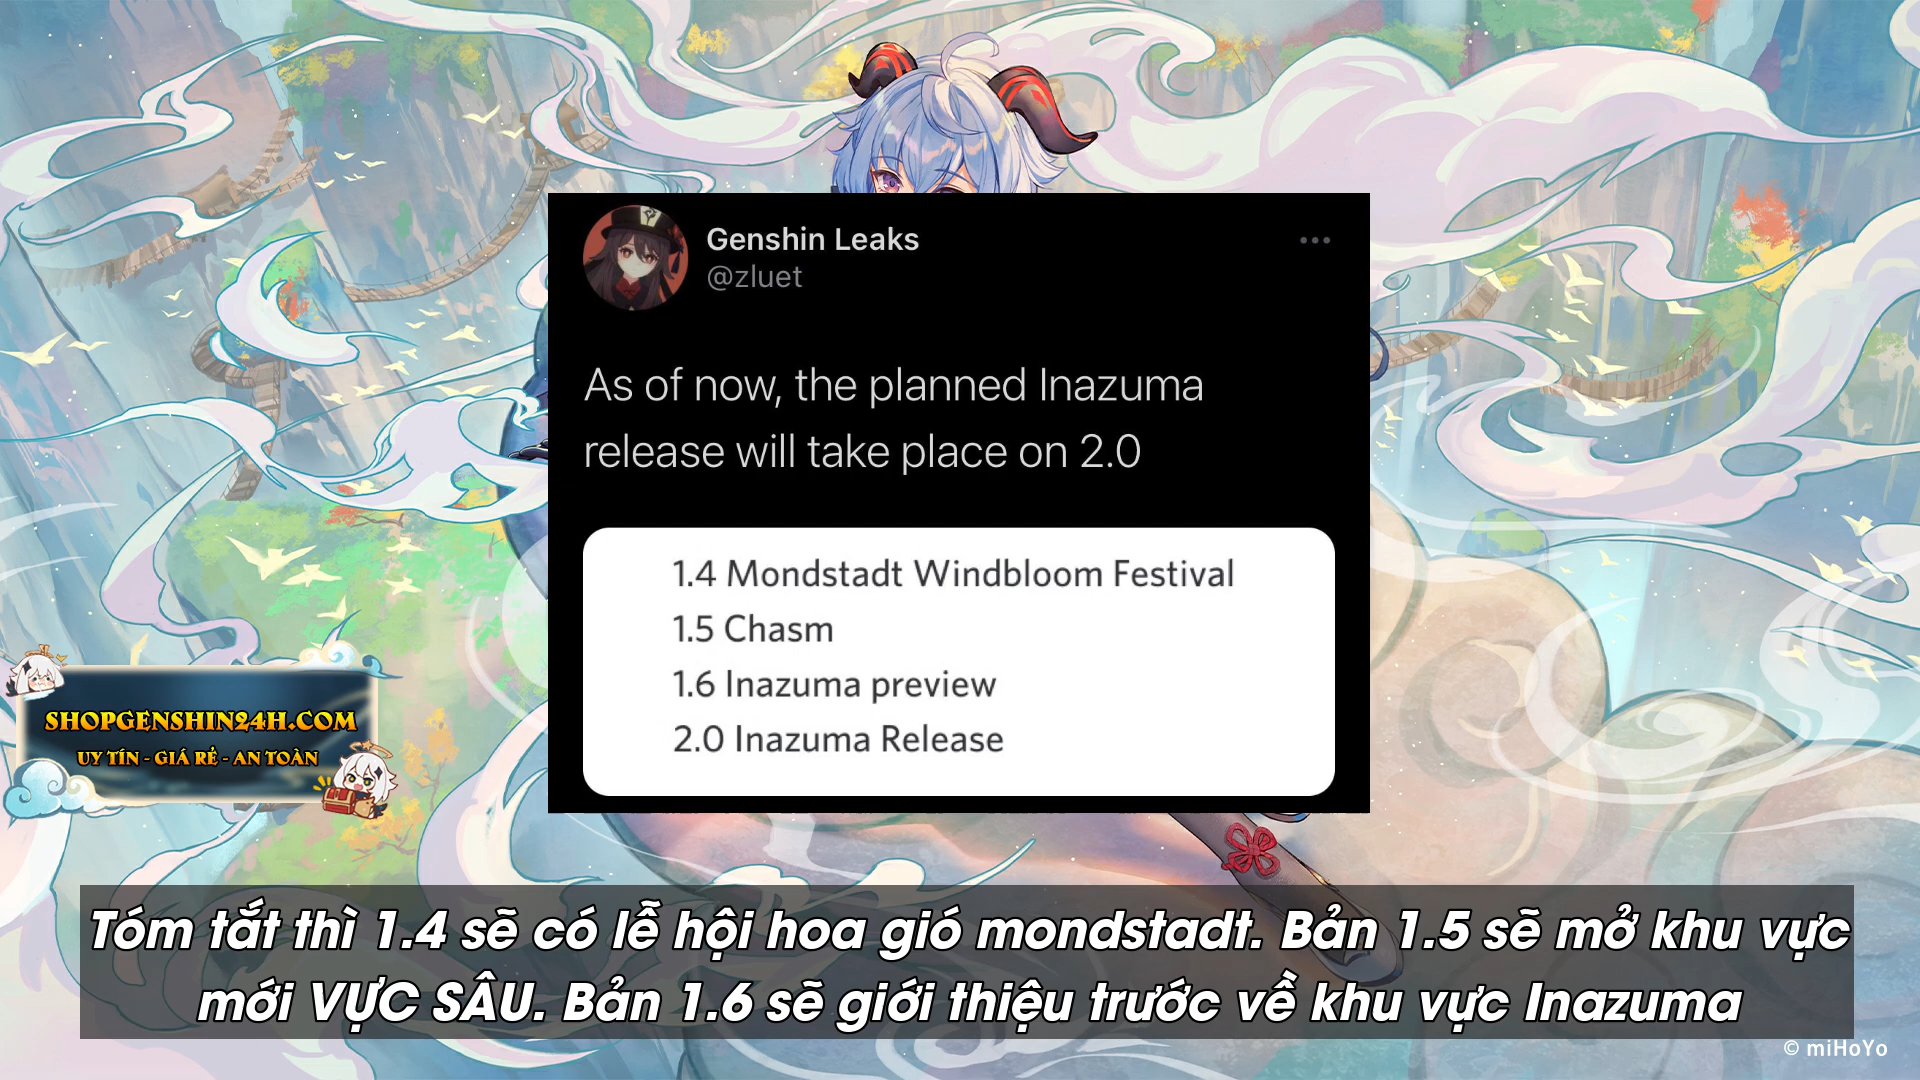 Genshin Leaks
@zluet
As of now, the planned Inazuma
release will take place on 2.0
1.4 Mondstadt Windbloom Festival
1.5 Chasm
1.6 Inazuma preview
2.0 Inazuma Release
SHOPGENSHIN24H.COM
UY TÍN - GIÁ RẺ - AN TOÀN
Tóm tắt thì 1.4 sẽ có lễ hội hoa gió mondstadt. Bản 1.5 sẽ mở khu vực
mới VỰC SÂU. Bản 1.6 sẽ giới thiệu trước về khu vực Inazuma
© miHoYo